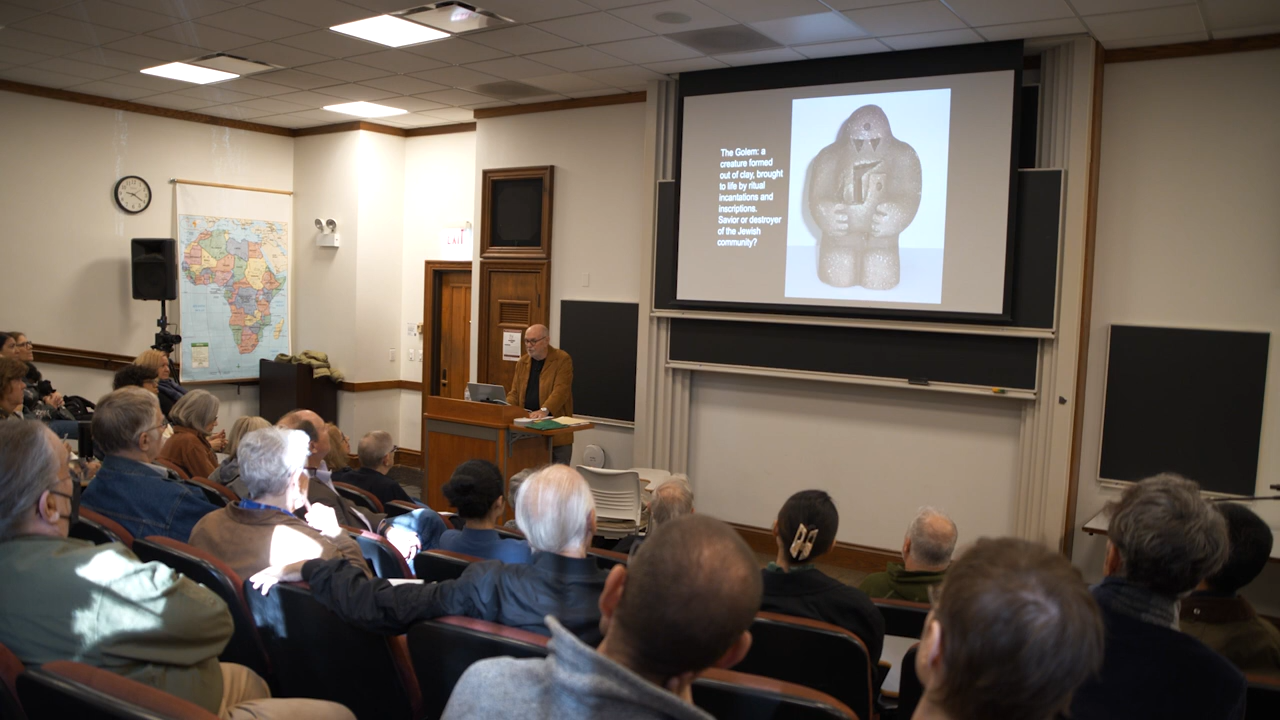 The Golem: a
creature formed
out of clay, brought
to life by ritual
incantations and
inscriptions.
Savior or destroyer
of the Jewish
community?
EXIT